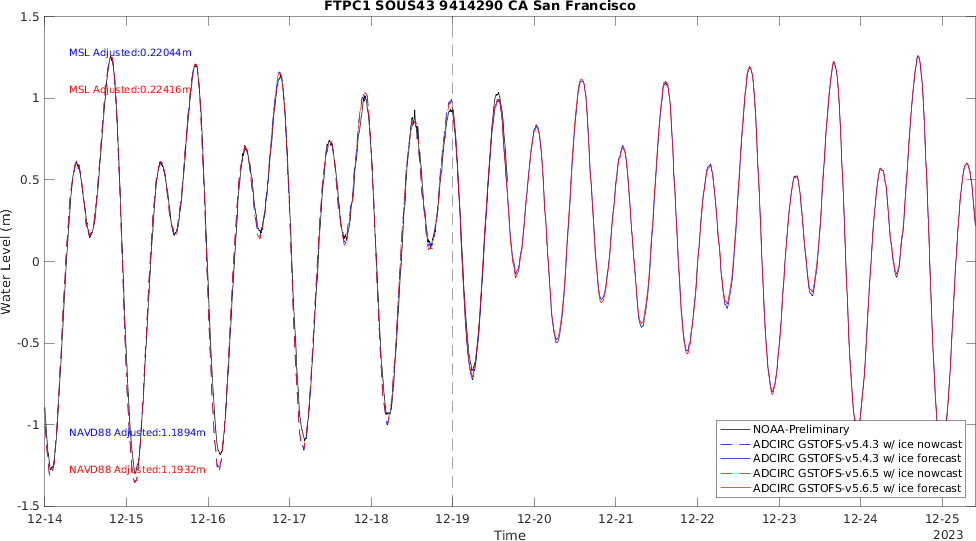 FTPC1 SOUS43 9414290 CA San Francisco
1.5
1
0.5
0
-0.5
-1
-1.5
Water Level (m)
MSL Adjusted:0.22044m
MSL Adjusted:0.22416m
NAVD88 Adjusted:1.1894m
NAVD88 Adjusted:1.1932m
NOAA-Preliminary
ADCIRC GSTOFS-v5.4.3 w/ ice nowcast
ADCIRC GSTOFS-v5.4.3 w/ ice forecast
ADCIRC GSTOFS-v5.6.5 w/ ice nowcast
ADCIRC GSTOFS-v5.6.5 w/ ice forecast
12-14 12-15 12-16 12-17 12-18 12-19 12-20 12-21 12-22 12-23 12-24 12-25
Time
2023